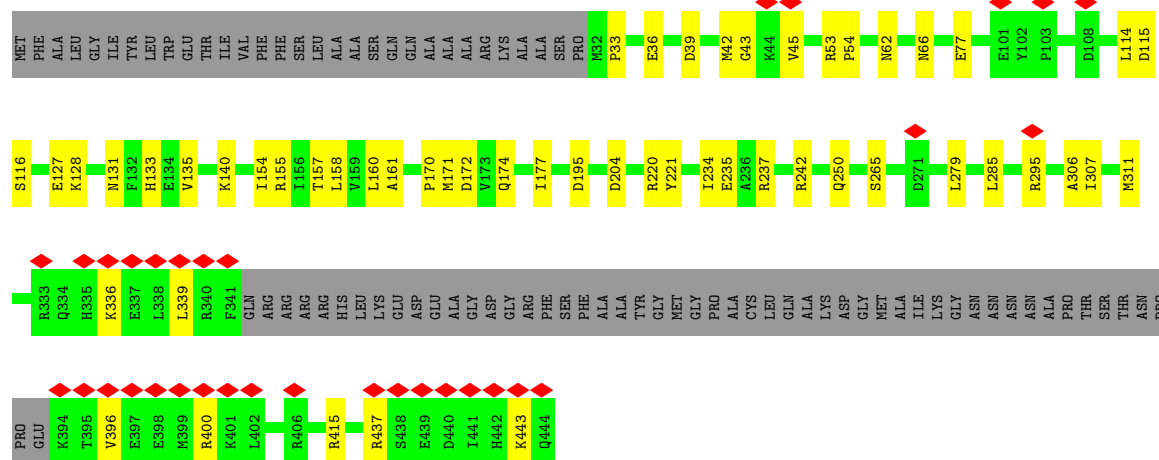 MET PHE ALA LEU GLY ILE TYR LEU TRP GLU THR ILE VAL PHE PHE SER LEU ALA ALA SER GLN GLN ALA ALA ALA ARG LYS ALA ALA SER PRO M32 P33 E36 D39 M42 G43 K44 V45 R53 P54 N62 N66 E77 E101 Y102 P103 D108 L114 D115
S116 E127 K128 N131 F132 H133 E134 V135 K140 I154 R155 I156 T157 L158 V159 L160 A161 P170 M171 D172 V173 Q174 I177 D195 D204 R220 Y221 I234 E235 A236 R237 R242 Q250 S265 D271 L279 L285 R295 A306 I307 M311
R333 Q334 H335 K336 E337 L338 L339 R340 F341 GLN ARG ARG ARG ARG HIS LEU LYS GLU ASP GLU ALA GLY ASP GLY ARG PHE SER PHE ALA ALA TYR GLY MET GLY PRO ALA CYS LEU GLN ALA LYS ASP GLY MET ALA ILE LYS GLY ASN ASN ASN ASN ALA PRO THR SER THR ASN PRO
PRO GLU K394 T395 V396 E397 E398 M399 R400 K401 L402 R406 R415 R437 S438 E439 D440 I441 H442 K443 Q444